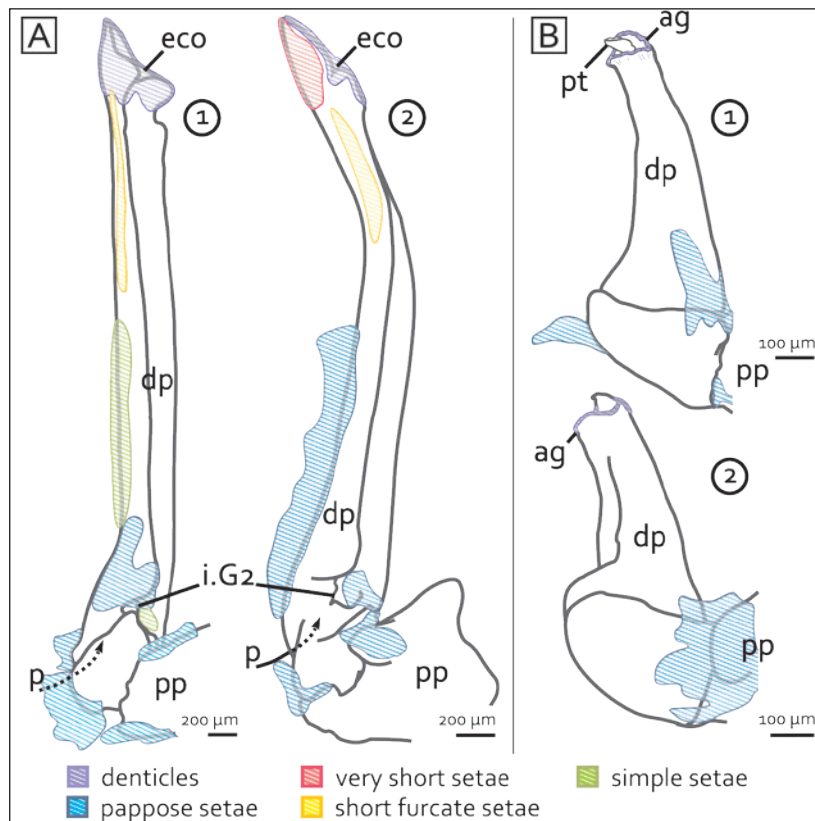 A
eco
1
eco
2
dp
dp
i.G2
p
p
pp
pp
200 µm
200 µm
B
ag
pt
1
dp
pp
100 µm
ag
2
dp
pp
100 µm
denticles
very short setae
simple setae
pappose setae
short furcate setae